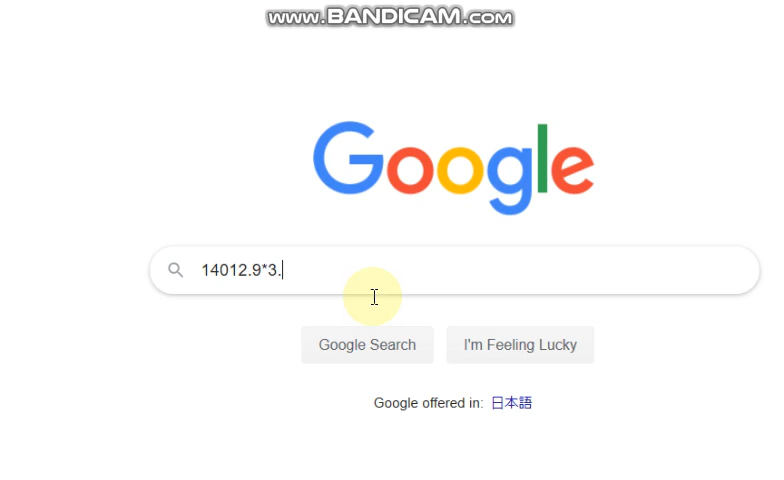 www.BANDICAM.com
Google
14012.9*3.
Google Search
I'm Feeling Lucky
Google offered in: 日本語